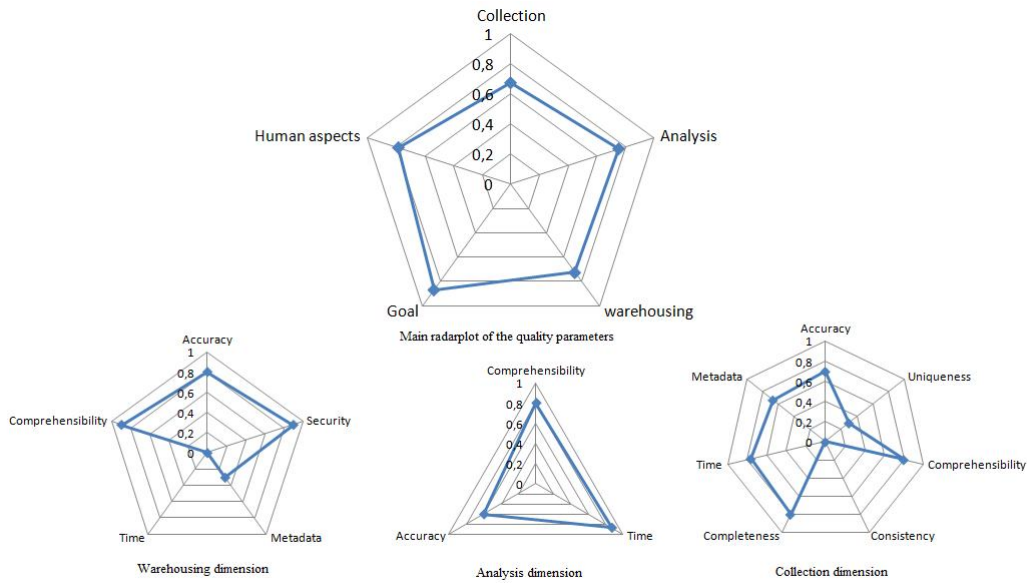 Collection
1
0,8
0,6
0,4
0,2
0
Human aspects
Analysis
Goal
warehousing
Main radarplot of the quality parameters
Accuracy
1
0,8
0,6
0,4
0,2
0
Comprehensibility
Security
Time
Metadata
Warehousing dimension
Comprehensibility
1
0,8
0,6
0,4
0,2
0
Accuracy
Time
Analysis dimension
Accuracy
1
0,8
0,6
0,4
0,2
0
Metadata
Uniqueness
Time
Comprehensibility
Completeness
Consistency
Collection dimension